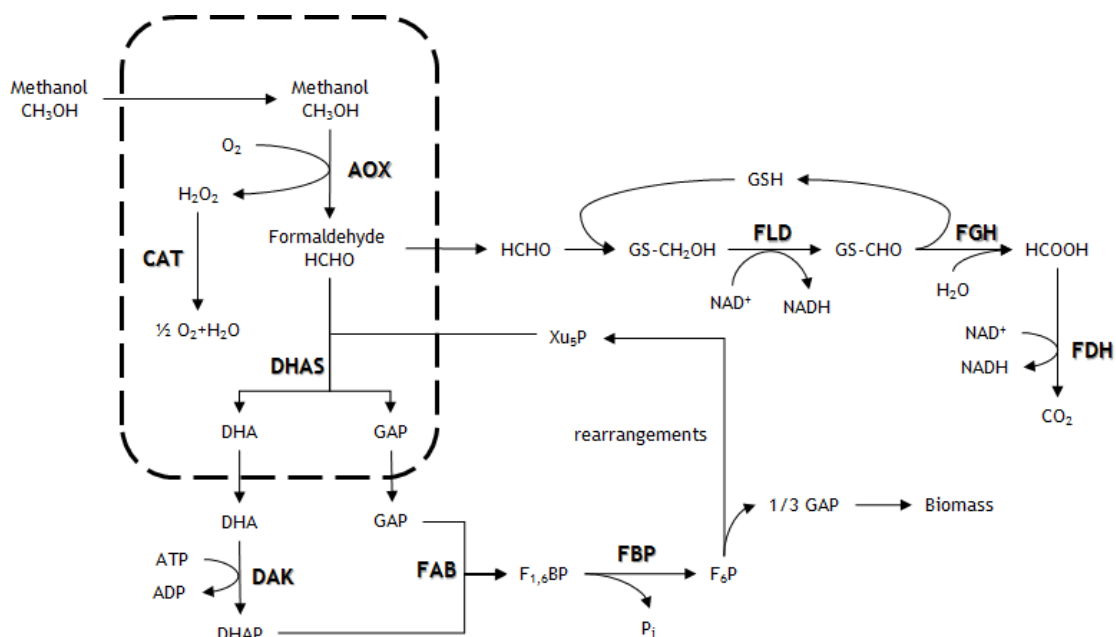 Methanol
CH₃OH
Methanol
CH₃OH
O₂
AOX
H₂O₂
GSH
Formaldehyde
HCHO
CAT
HCHO
GS-CH₂OH
FLD
GS-CHO
FGH
HCOOH
NAD⁺
NADH
H₂O
½ O₂+H₂O
Xu₅P
NAD⁺
FDH
NADH
DHAS
CO₂
DHA
GAP
rearrangements
DHA
GAP
1/3 GAP
Biomass
ATP
ADP
DAK
FAB
F₁,₆BP
FBP
F₆P
Pᵢ
DHAP